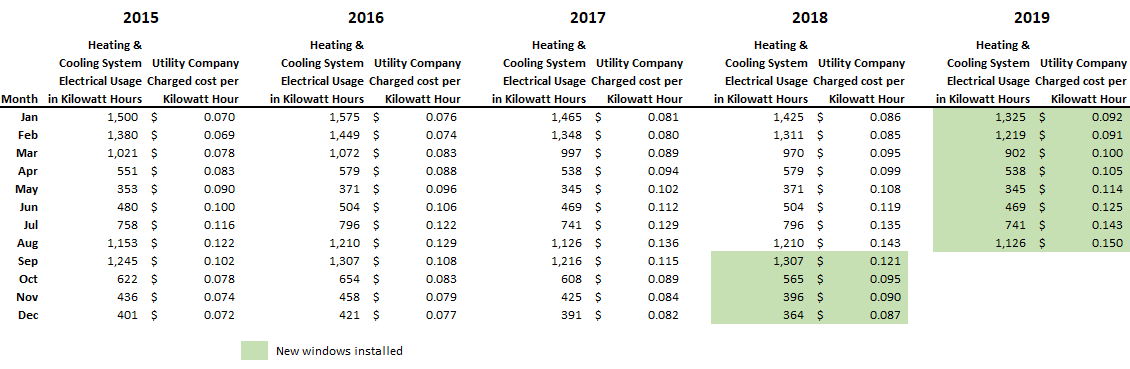 2015 2016 2017 2018 2019
Heating & Heating & Heating & Heating & Heating &
Cooling System Utility Company Cooling System Utility Company Cooling System Utility Company Cooling System Utility Company Cooling System Utility Company
Electrical Usage Charged cost per Electrical Usage Charged cost per Electrical Usage Charged cost per Electrical Usage Charged cost per Electrical Usage Charged cost per
Month in Kilowatt Hours Kilowatt Hour in Kilowatt Hours Kilowatt Hour in Kilowatt Hours Kilowatt Hour in Kilowatt Hours Kilowatt Hour in Kilowatt Hours Kilowatt Hour
Jan 1,500 $ 0.070 1,575 $ 0.076 1,465 $ 0.081 1,425 $ 0.086 1,325 $ 0.092
Feb 1,380 $ 0.069 1,449 $ 0.074 1,348 $ 0.080 1,311 $ 0.085 1,219 $ 0.091
Mar 1,021 $ 0.078 1,072 $ 0.083 997 $ 0.089 970 $ 0.095 902 $ 0.100
Apr 551 $ 0.083 579 $ 0.088 538 $ 0.094 579 $ 0.099 538 $ 0.105
May 353 $ 0.090 371 $ 0.096 345 $ 0.102 371 $ 0.108 345 $ 0.114
Jun 480 $ 0.100 504 $ 0.106 469 $ 0.112 504 $ 0.119 469 $ 0.125
Jul 758 $ 0.116 796 $ 0.122 741 $ 0.129 796 $ 0.135 741 $ 0.143
Aug 1,153 $ 0.122 1,210 $ 0.129 1,126 $ 0.136 1,210 $ 0.143 1,126 $ 0.150
Sep 1,245 $ 0.102 1,307 $ 0.108 1,216 $ 0.115 1,307 $ 0.121
Oct 622 $ 0.078 654 $ 0.083 608 $ 0.089 565 $ 0.095
Nov 436 $ 0.074 458 $ 0.079 425 $ 0.084 396 $ 0.090
Dec 401 $ 0.072 421 $ 0.077 391 $ 0.082 364 $ 0.087
New windows installed